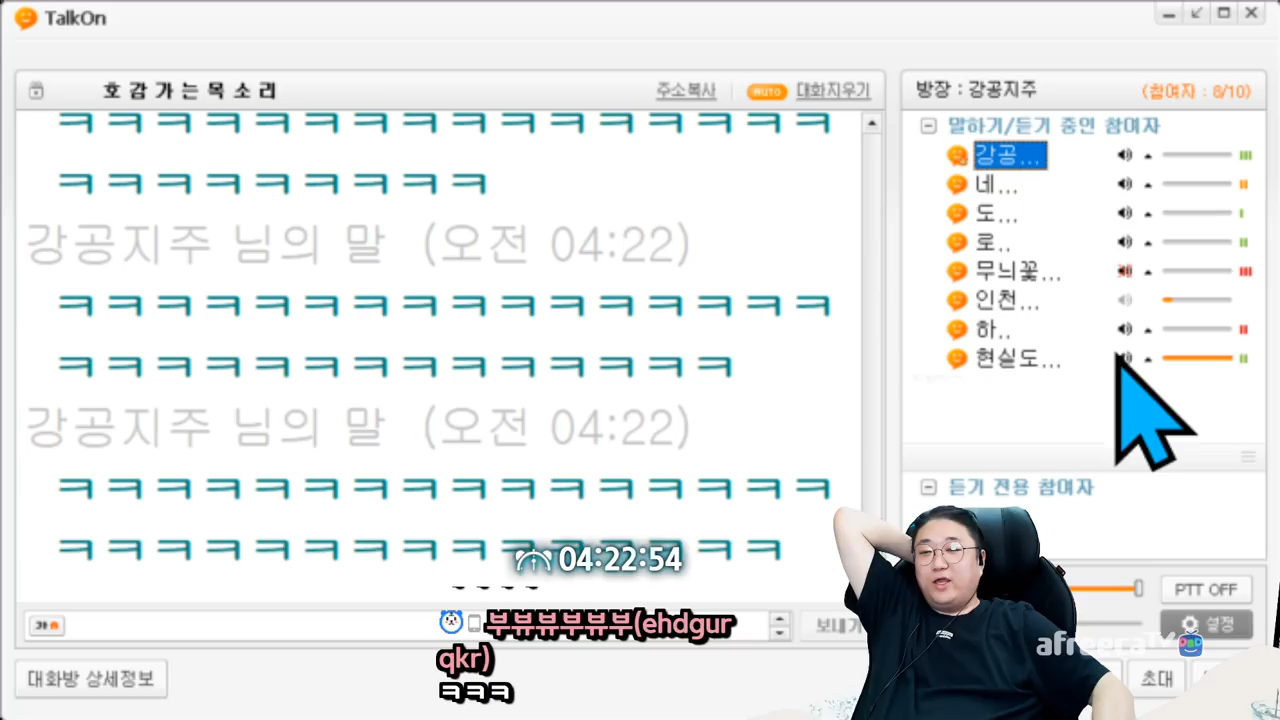 TalkOn
호 감 가 는 목 소 리
주소복사
AUTO
대화지우기
ㅋㅋㅋㅋㅋㅋㅋㅋㅋㅋㅋㅋㅋㅋㅋㅋ
ㅋㅋㅋㅋㅋㅋㅋㅋㅋ
강공지주 님의 말 (오전 04:22)
ㅋㅋㅋㅋㅋㅋㅋㅋㅋㅋㅋㅋㅋㅋㅋㅋ
ㅋㅋㅋㅋㅋㅋㅋㅋㅋㅋㅋㅋㅋㅋ
강공지주 님의 말 (오전 04:22)
ㅋㅋㅋㅋㅋㅋㅋㅋㅋㅋㅋㅋㅋㅋㅋㅋ
ㅋㅋㅋㅋㅋㅋㅋㅋㅋㅋㅋㅋㅋㅋㅋ
04:22:54
부뷰뷰부뷰부(ehdgur
qkr)
ㅋㅋㅋ
보내기
대화방 상세정보
방장 : 강공지주
(참여자 : 8/10)
말하기/듣기 중인 참여자
강공...
네...
도...
로..
무늬꽃...
인천...
하..
현실도...
듣기 전용 참여자
PTT OFF
설정
afreecaTV
초대